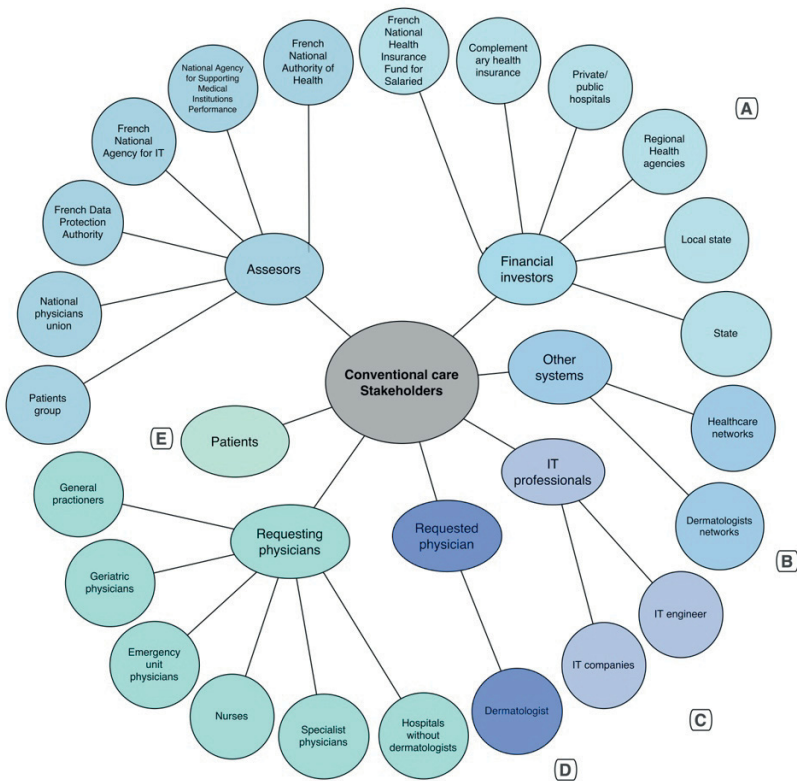 French
National
Authority of
Health
French
National
Health
Insurance
Fund for
Salaried
Complement
ary health
insurance
Private/
public
hospitals
Regional
Health
agencies
Local state
State
A
National Agency
for Supporting
Medical
Institutions
Performance
French
National
Agency for IT
French Data
Protection
Authority
National
physicians
union
Patients
group
Assesors
Financial
investors
Conventional care
Stakeholders
Other
systems
Healthcare
networks
Dermatologists
networks
B
E
Patients
IT
professionals
IT engineer
IT companies
C
Requested
physician
Dermatologist
D
Requesting
physicians
General
practioners
Geriatric
physicians
Emergency
unit
physicians
Nurses
Specialist
physicians
Hospitals
without
dermatologists